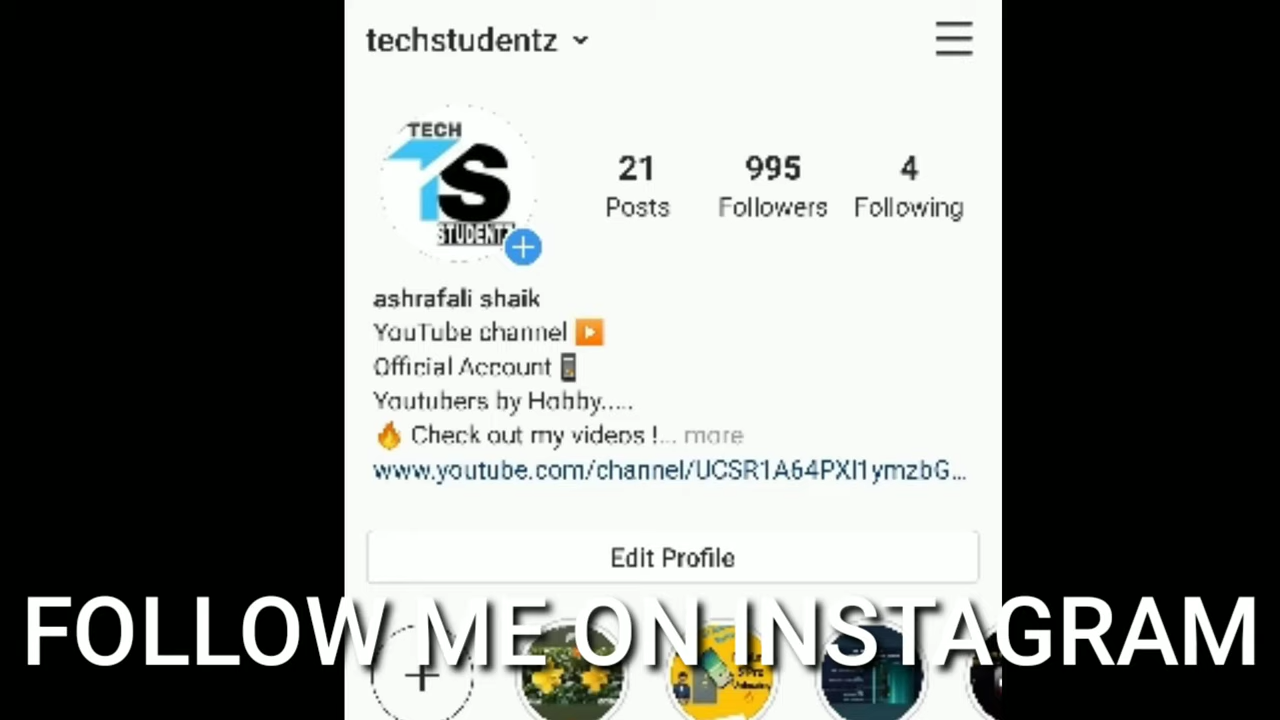 techstudentz
TECH
TS
STUDENTZ
21 995 4
Posts Followers Following
ashrafali shaik
YouTube channel
Official Account
Youtubers by Hobby.....
Check out my videos !... more
www.youtube.com/channel/UCSR1A64PXI1ymzbG...
Edit Profile
FOLLOW ME ON INSTAGRAM